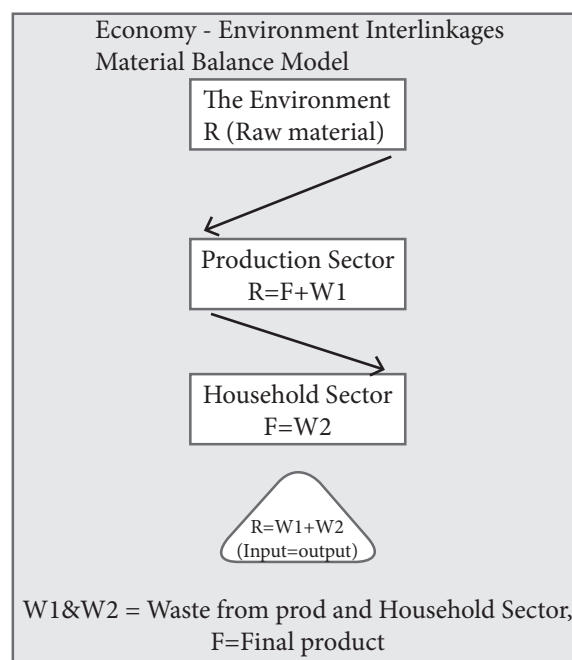 Economy - Environment Interlinkages
Material Balance Model
The Environment
R (Raw material)
Production Sector
R=F+W1
Household Sector
F=W2
R=W1+W2
(Input=output)
W1&W2 = Waste from prod and Household Sector,
F=Final product